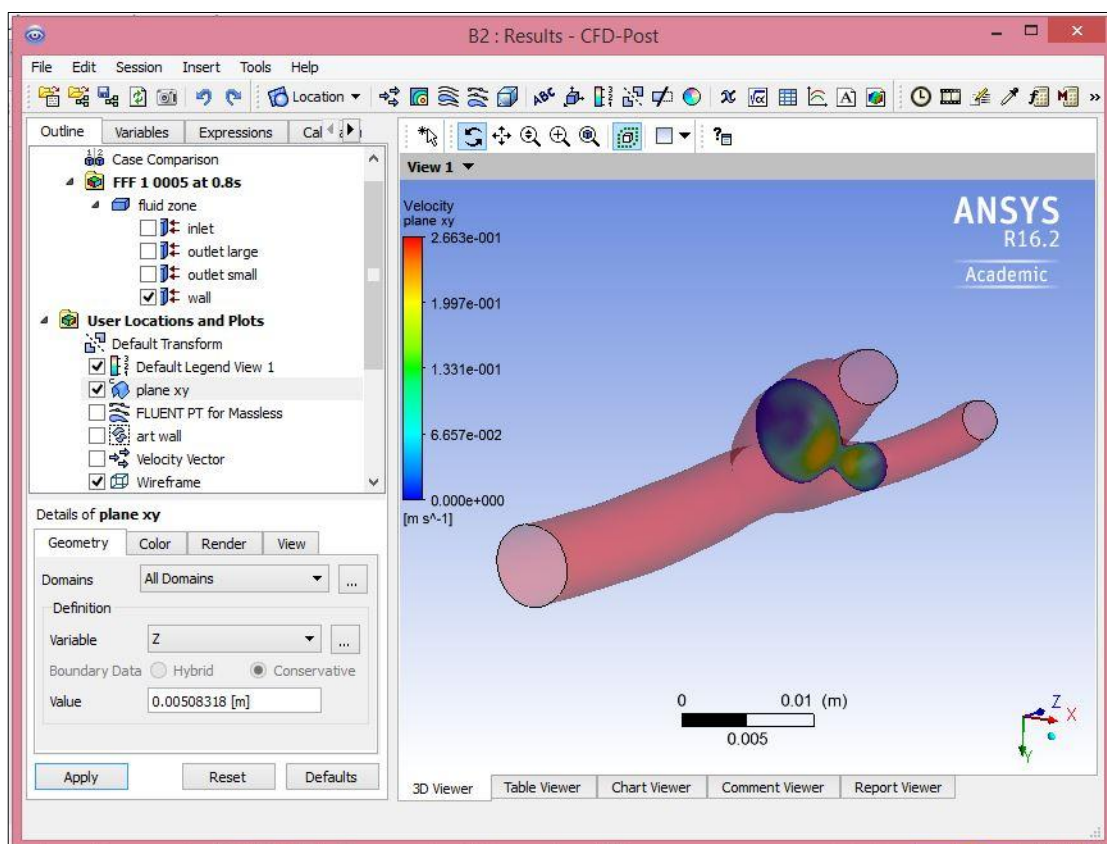 B2 : Results - CFD-Post
File Edit Session Insert Tools Help
Location
Outline Variables Expressions Cal
Case Comparison
FFF 1 0005 at 0.8s
fluid zone
inlet
outlet large
outlet small
wall
User Locations and Plots
Default Transform
Default Legend View 1
plane xy
FLUENT PT for Massless
art wall
Velocity Vector
Wireframe
Details of plane xy
Geometry Color Render View
Domains All Domains ...
Definition
Variable Z ...
Boundary Data Hybrid Conservative
Value 0.00508318 [m]
Apply Reset Defaults
View 1
Velocity
plane xy
2.663e-001
1.997e-001
1.331e-001
6.657e-002
0.000e+000
[m s^-1]
ANSYS
R16.2
Academic
0 0.01 (m)
0.005
Z
X
Y
3D Viewer Table Viewer Chart Viewer Comment Viewer Report Viewer